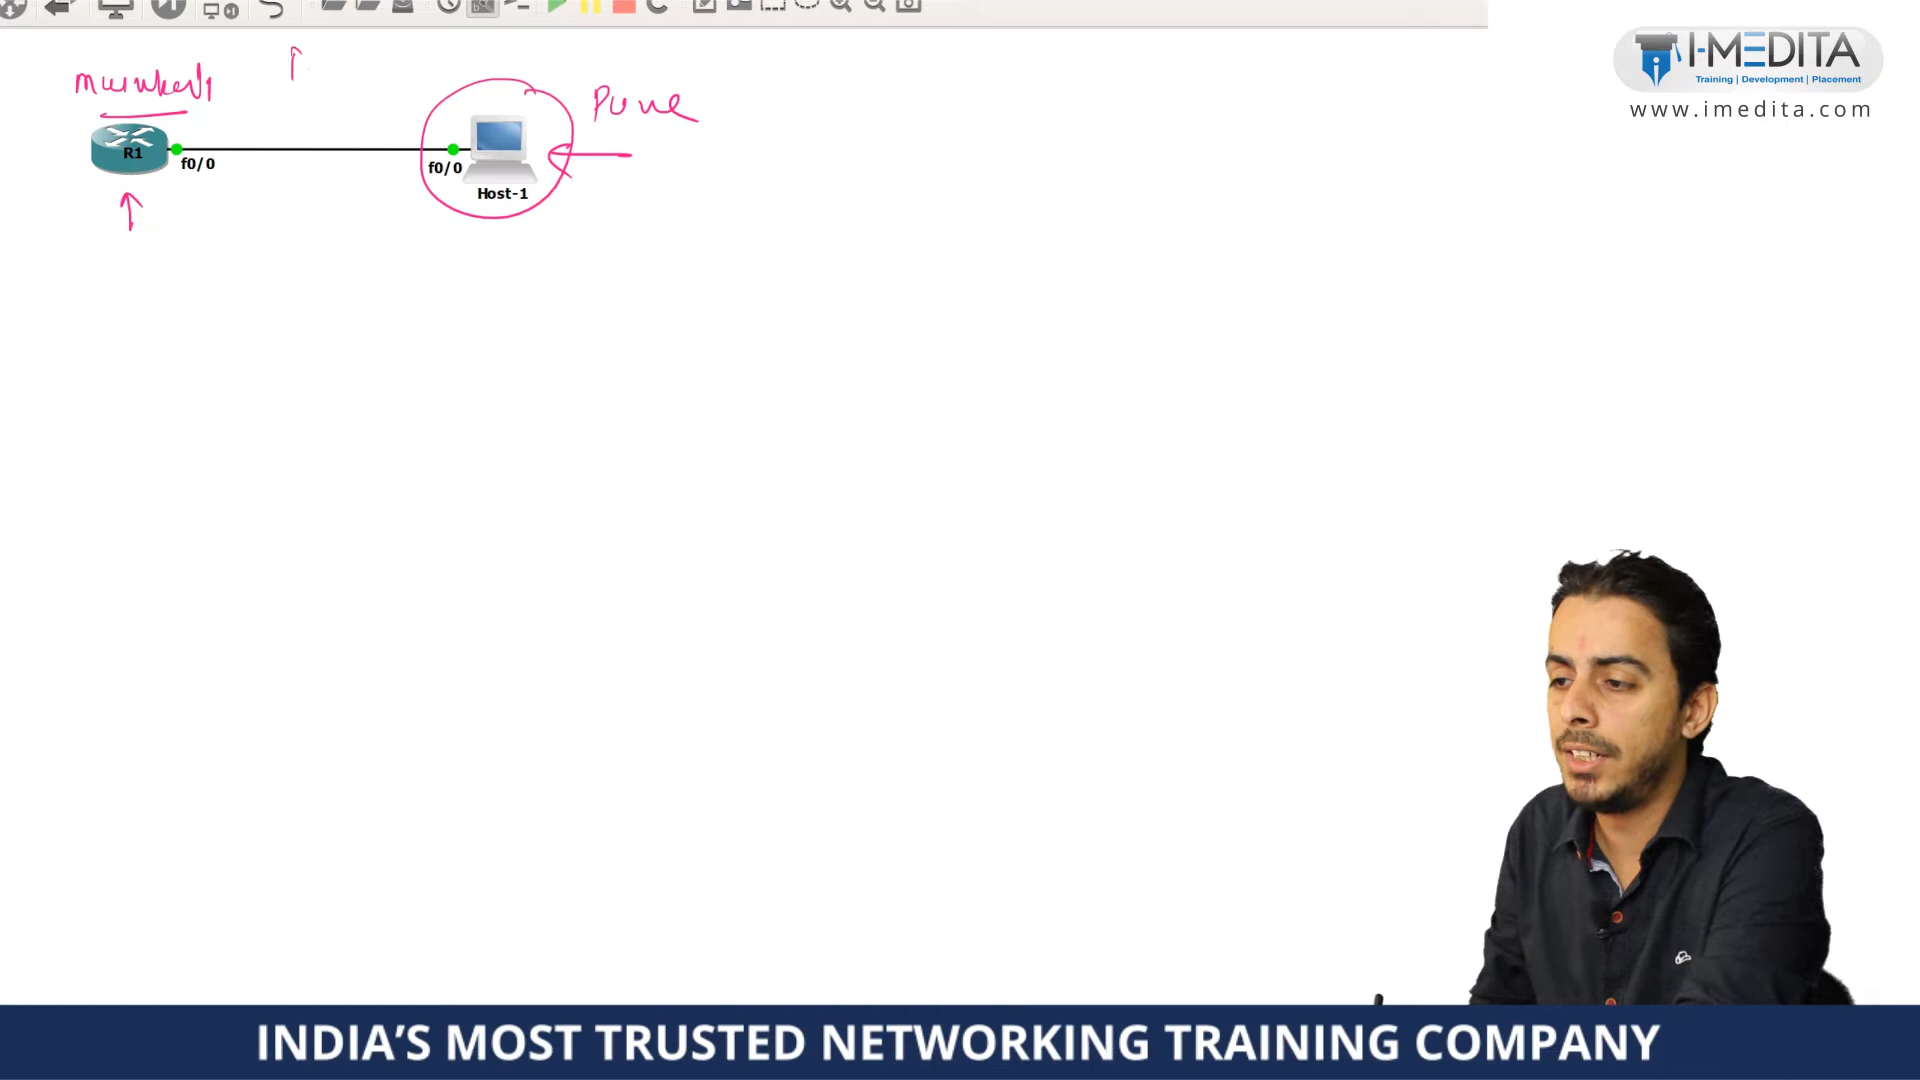 I-MEDITA
Training | Development | Placement
www.imedita.com
Pune
R1
f0/0
f0/0
Host-1
INDIA'S MOST TRUSTED NETWORKING TRAINING COMPANY